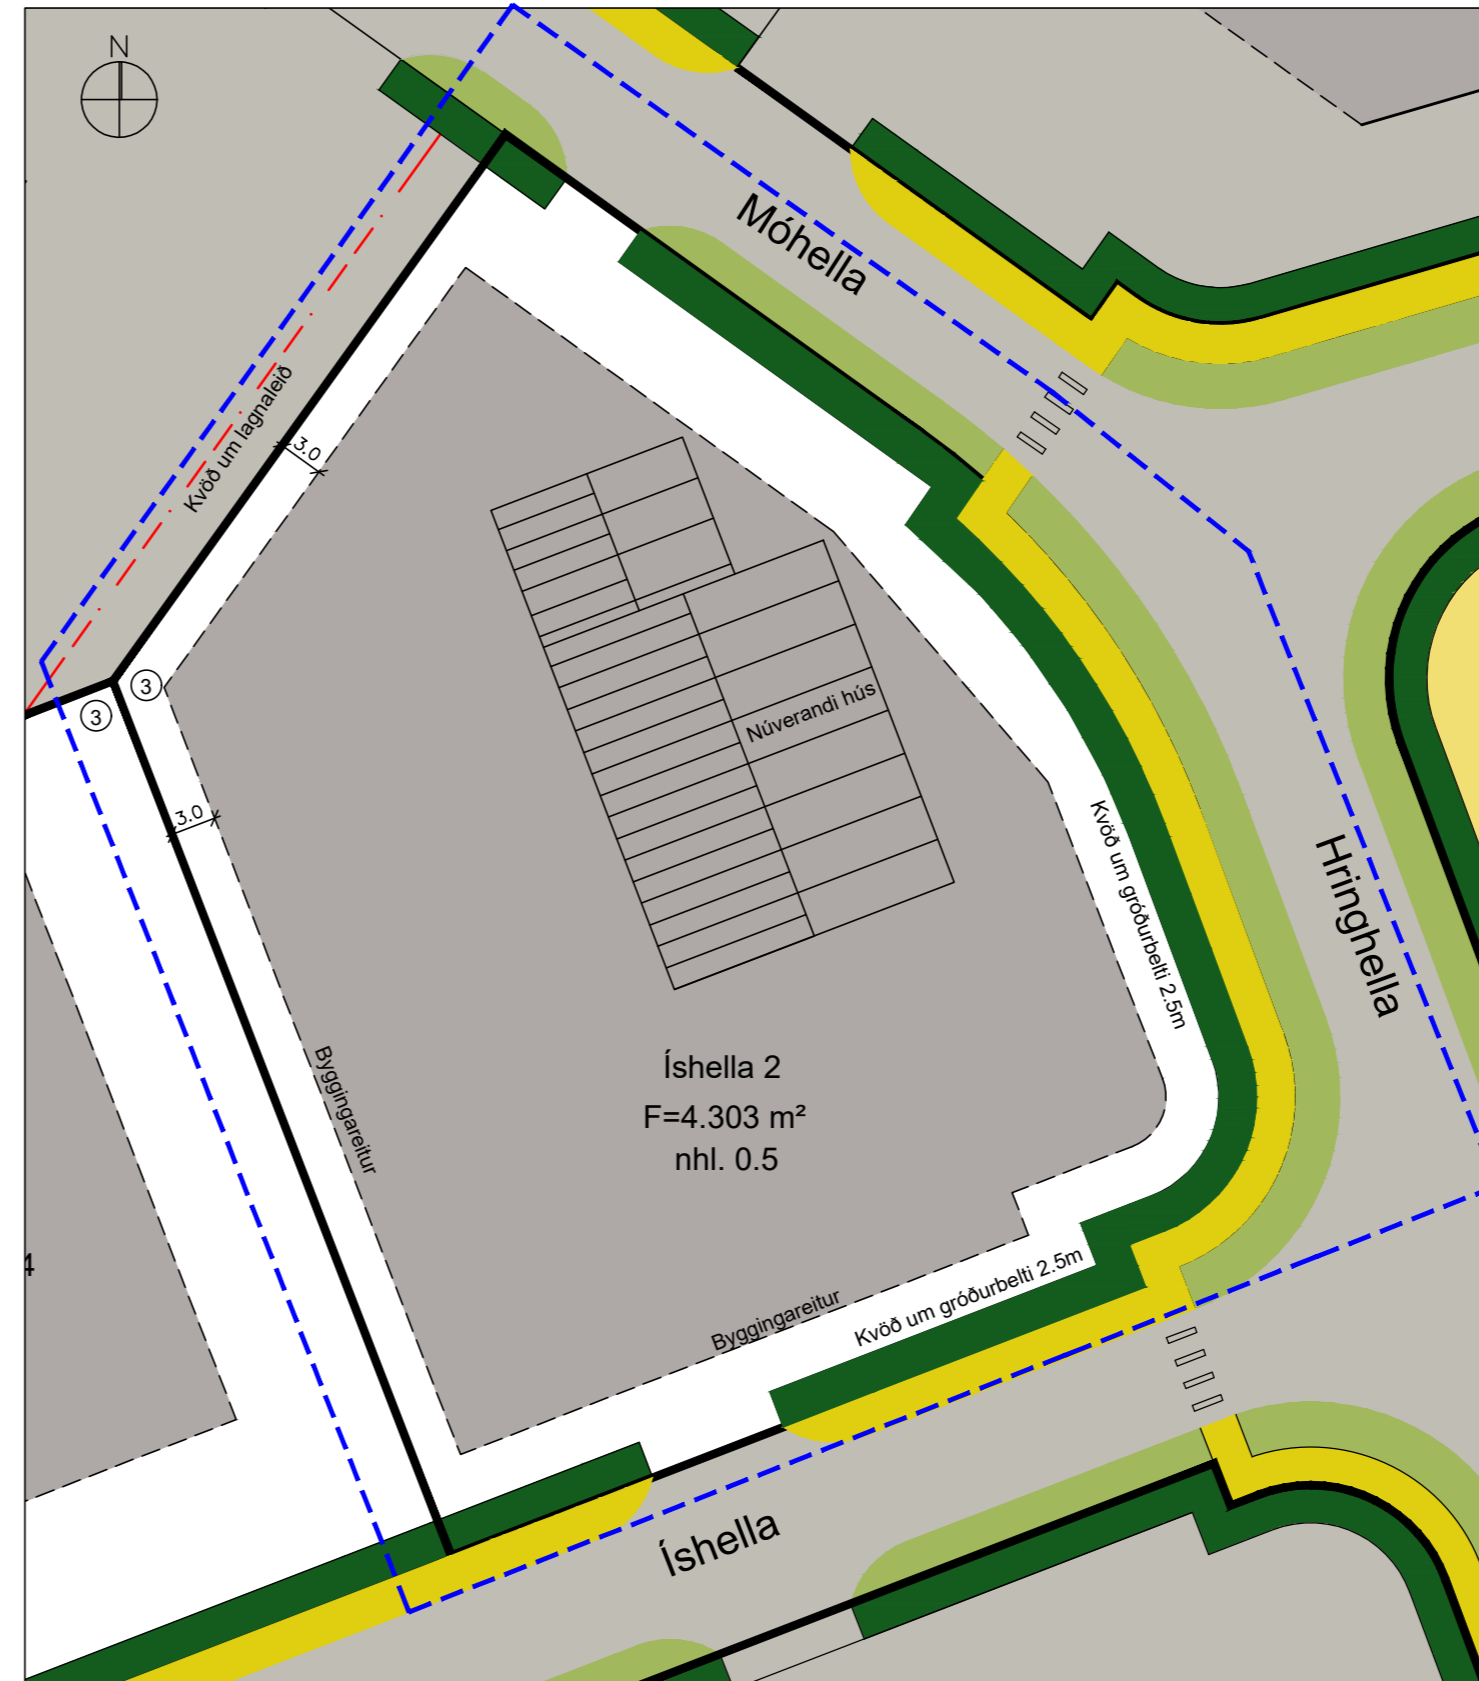 N
Móhella
Kvöð um lagnaleið
3.0
3
3
Núverandi hús
3.0
Kvöð um gróðurbelti 2.5m
Hringhella
Byggingareitur
Íshella 2
F=4.303 m²
nhl. 0.5
4
Kvöð um gróðurbelti 2.5m
Byggingareitur
Íshella